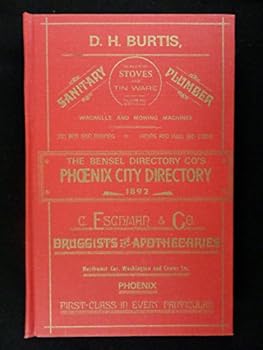 D. H. BURTIS,
SANITARY PLUMBER
STOVES
TIN WARE
WINDMILLS AND MOWING MACHINES
THE BENSEL DIRECTORY CO'S
PHŒNIX CITY DIRECTORY
1892
C. ESCHMAN & CO.
DRUGGISTS AND APOTHECARIES
Northwest Cor. Washington and Center Sts.
PHOENIX
FIRST-CLASS IN EVERY PARTICULAR